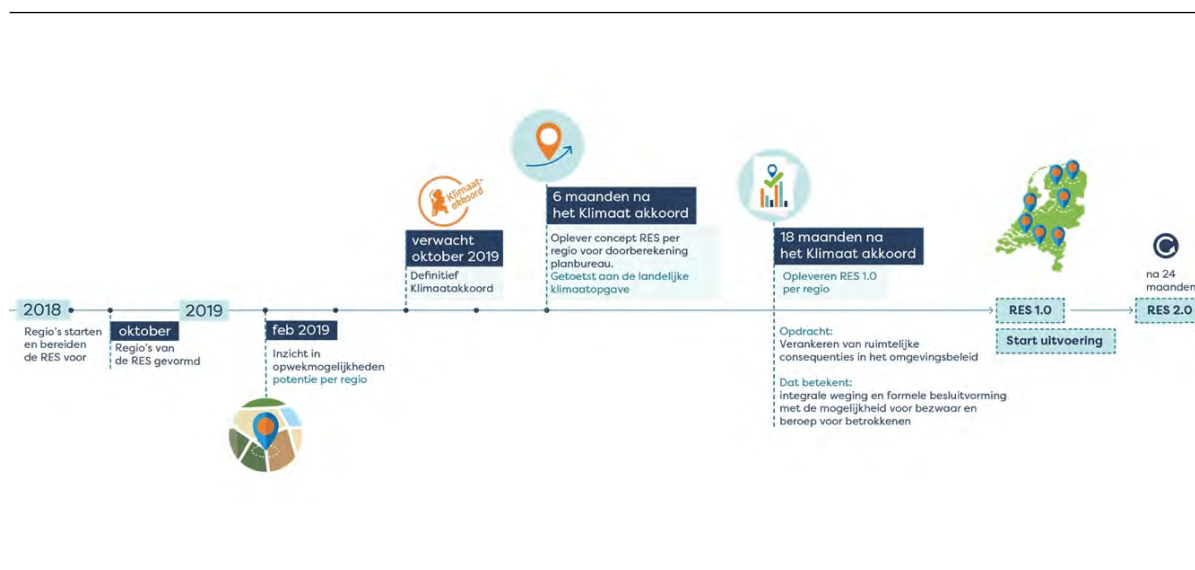 2018
Regio's starten
en bereiden
de RES voor
oktober
Regio's van
de RES gevormd
2019
feb 2019
Inzicht in
opwekmogelijkheden
potentie per regio
Klimaat-
akkoord
verwacht
oktober 2019
Definitief
Klimaatakkoord
6 maanden na
het Klimaat akkoord
Oplever concept RES per
regio voor doorberekening
planbureau.
Getoetst aan de landelijke
klimaatopgave
18 maanden na
het Klimaat akkoord
Opleveren RES 1.0
per regio
Opdracht:
Verankeren van ruimtelijke
consequenties in het omgevingsbeleid
Dat betekent:
integrale weging en formele besluitvorming
met de mogelijkheid voor bezwaar en
beroep voor betrokkenen
RES 1.0
Start uitvoering
na 24
maanden
RES 2.0